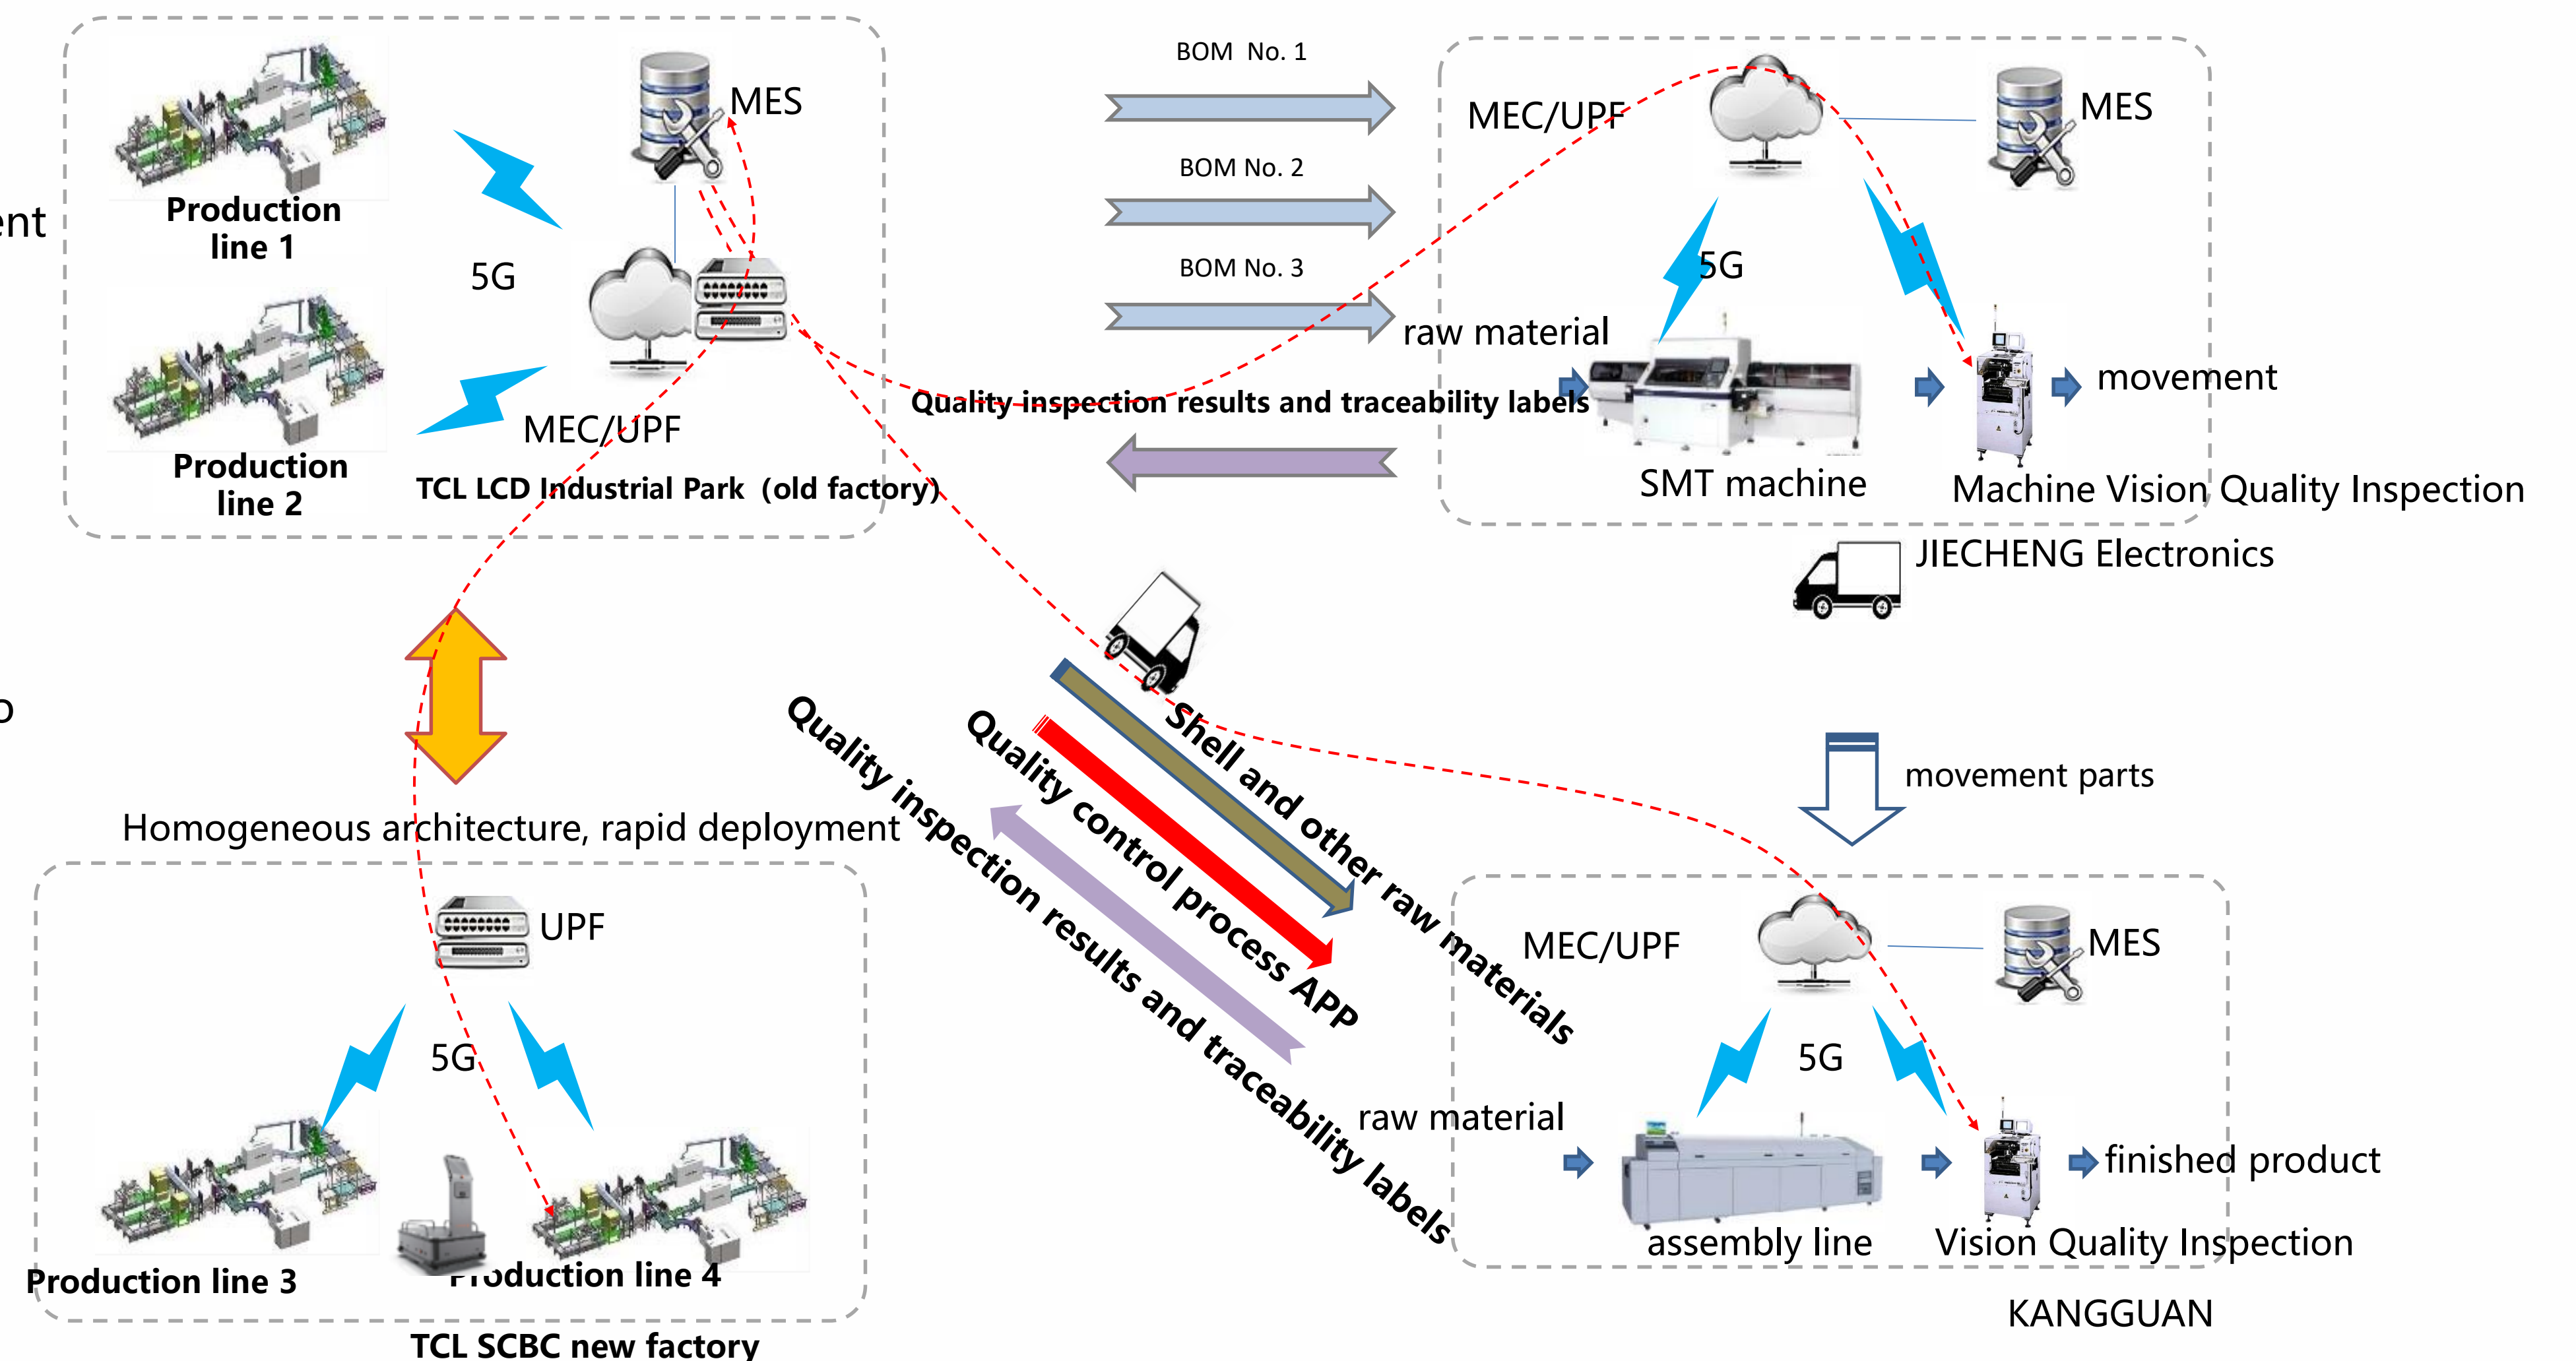 ent
Production
line 1
MES
5G
Production
line 2
MEC/UPF
TCL LCD Industrial Park (old factory)
BOM  No. 1
BOM No. 2
BOM No. 3
Quality inspection results and traceability labels
MEC/UPF
MES
5G
raw material
movement
SMT machine
Machine Vision Quality Inspection
JIECHENG Electronics
o
Homogeneous architecture, rapid deployment
UPF
5G
Production line 3
Production line 4
TCL SCBC new factory
Shell and other raw materials
Quality control process APP
Quality inspection results and traceability labels
movement parts
MEC/UPF
MES
5G
raw material
finished product
assembly line
Vision Quality Inspection
KANGGUAN